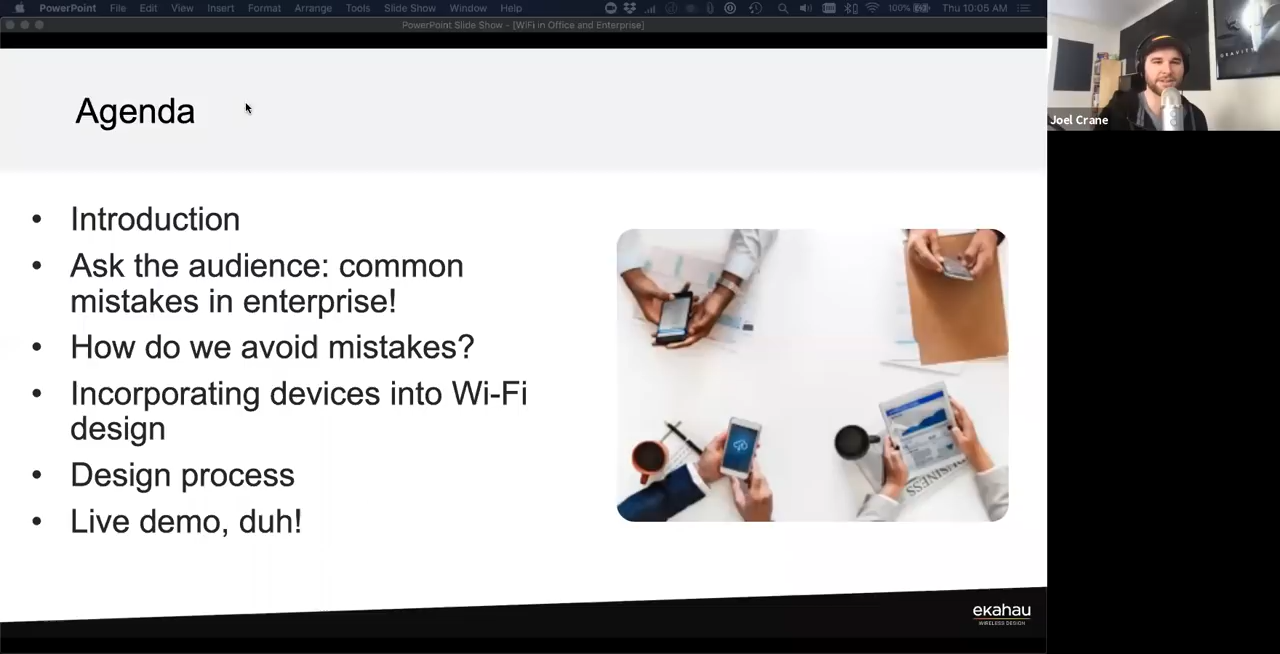 PowerPoint File Edit View Insert Format Arrange Tools Slide Show Window Help 100% Thu 10:05 AM
PowerPoint Slide Show - [WiFi in Office and Enterprise]
Agenda
• Introduction
• Ask the audience: common
mistakes in enterprise!
• How do we avoid mistakes?
• Incorporating devices into Wi-Fi
design
• Design process
• Live demo, duh!
BUSINESS
ekahau
WIRELESS DESIGN
GRAVITY
Joel Crane